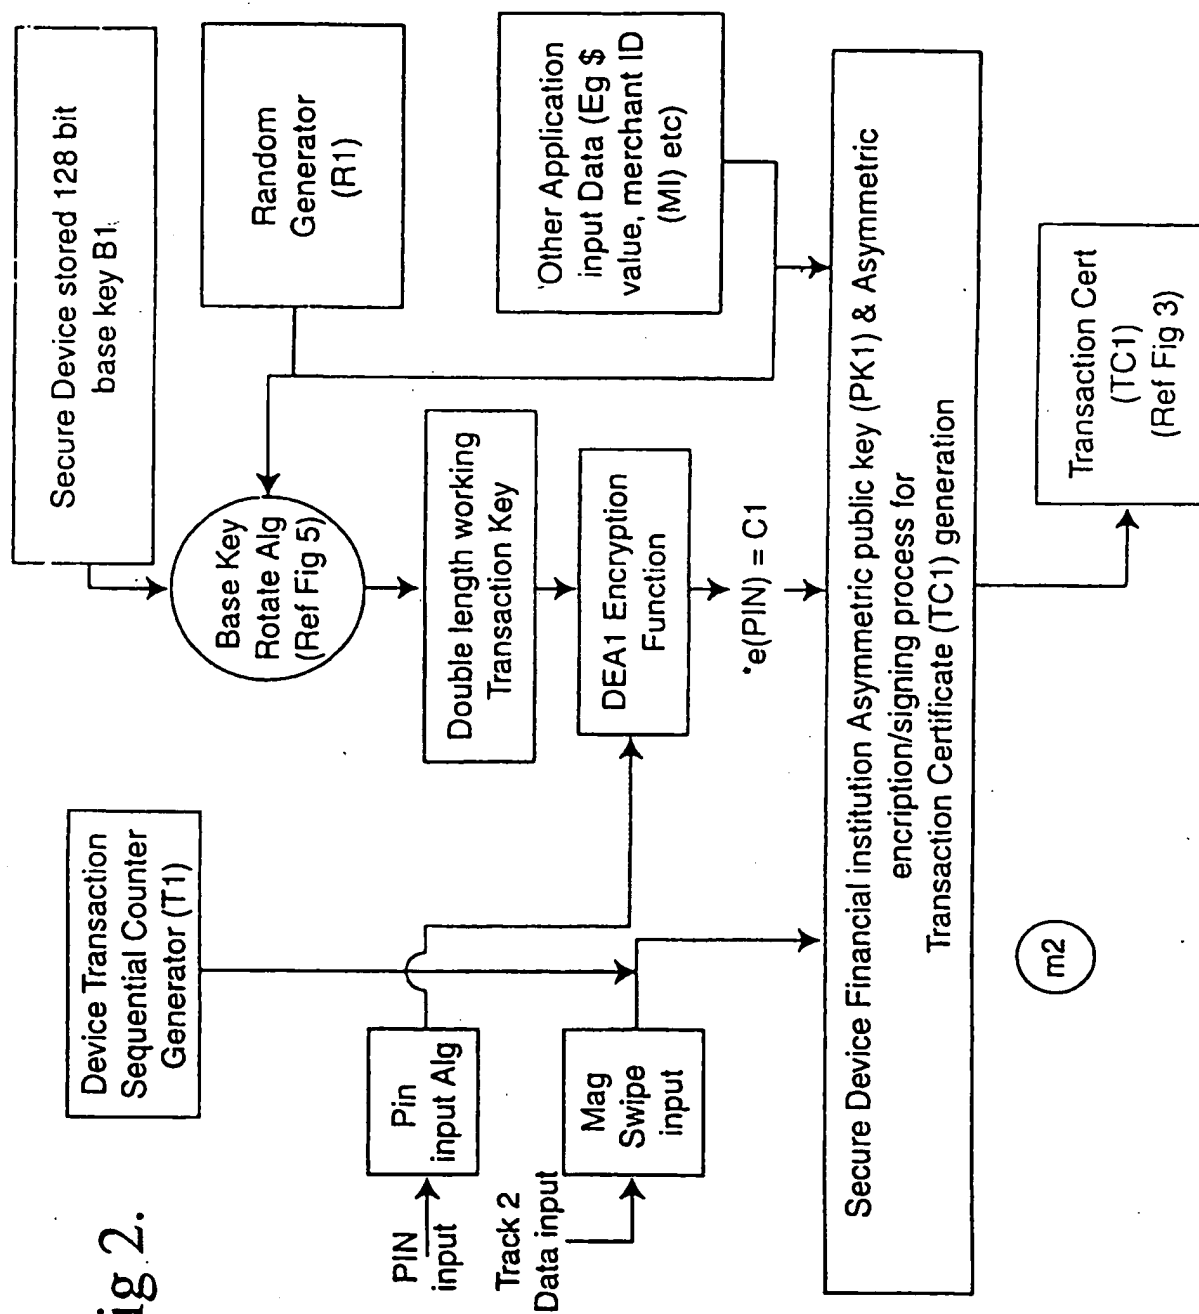 ig 2.
Device Transaction
Sequential Counter
Generator (T1)
Secure Device stored 128 bit
base key B1
Random
Generator
(R1)
Base Key
Rotate Alg
(Ref Fig 5)
PIN
input
Pin
input Alg
Double length working
Transaction Key
Other Application
input Data (Eg $
value, merchant ID
(MI) etc)
Track 2
Data input
Mag
Swipe
input
DEA1 Encryption
Function
*e(PIN) = C1
Secure Device Financial institution Asymmetric public key (PK1) & Asymmetric
encription/signing process for
Transaction Certificate (TC1) generation
m2
Transaction Cert
(TC1)
(Ref Fig 3)